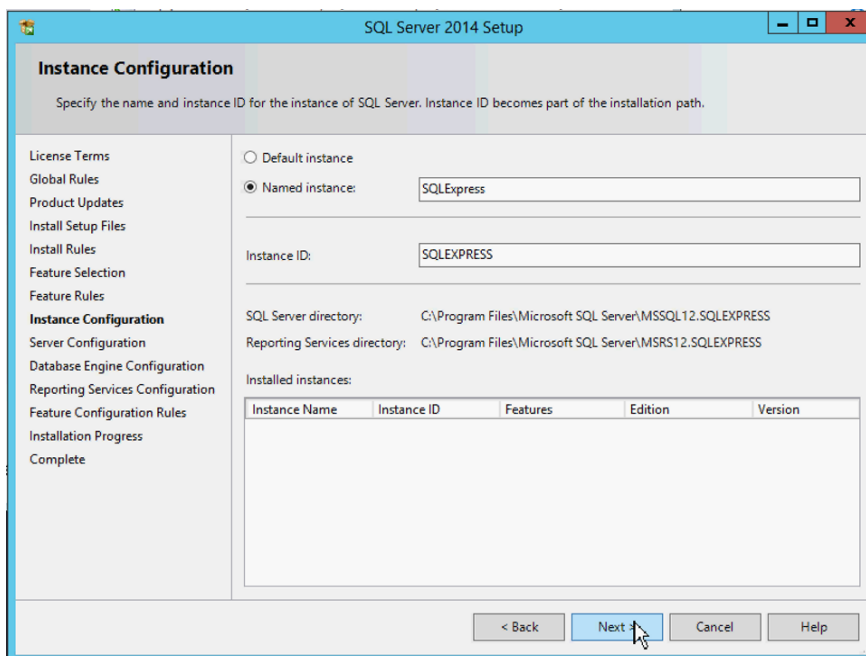 SQL Server 2014 Setup
Instance Configuration
Specify the name and instance ID for the instance of SQL Server. Instance ID becomes part of the installation path.
License Terms
Global Rules
Product Updates
Install Setup Files
Install Rules
Feature Selection
Feature Rules
Instance Configuration
Server Configuration
Database Engine Configuration
Reporting Services Configuration
Feature Configuration Rules
Installation Progress
Complete
Default instance
Named instance: SQLExpress
Instance ID: SQLEXPRESS
SQL Server directory: C:\Program Files\Microsoft SQL Server\MSSQL12.SQLEXPRESS
Reporting Services directory: C:\Program Files\Microsoft SQL Server\MSRS12.SQLEXPRESS
Installed instances:
Instance Name Instance ID Features Edition Version
< Back Next > Cancel Help